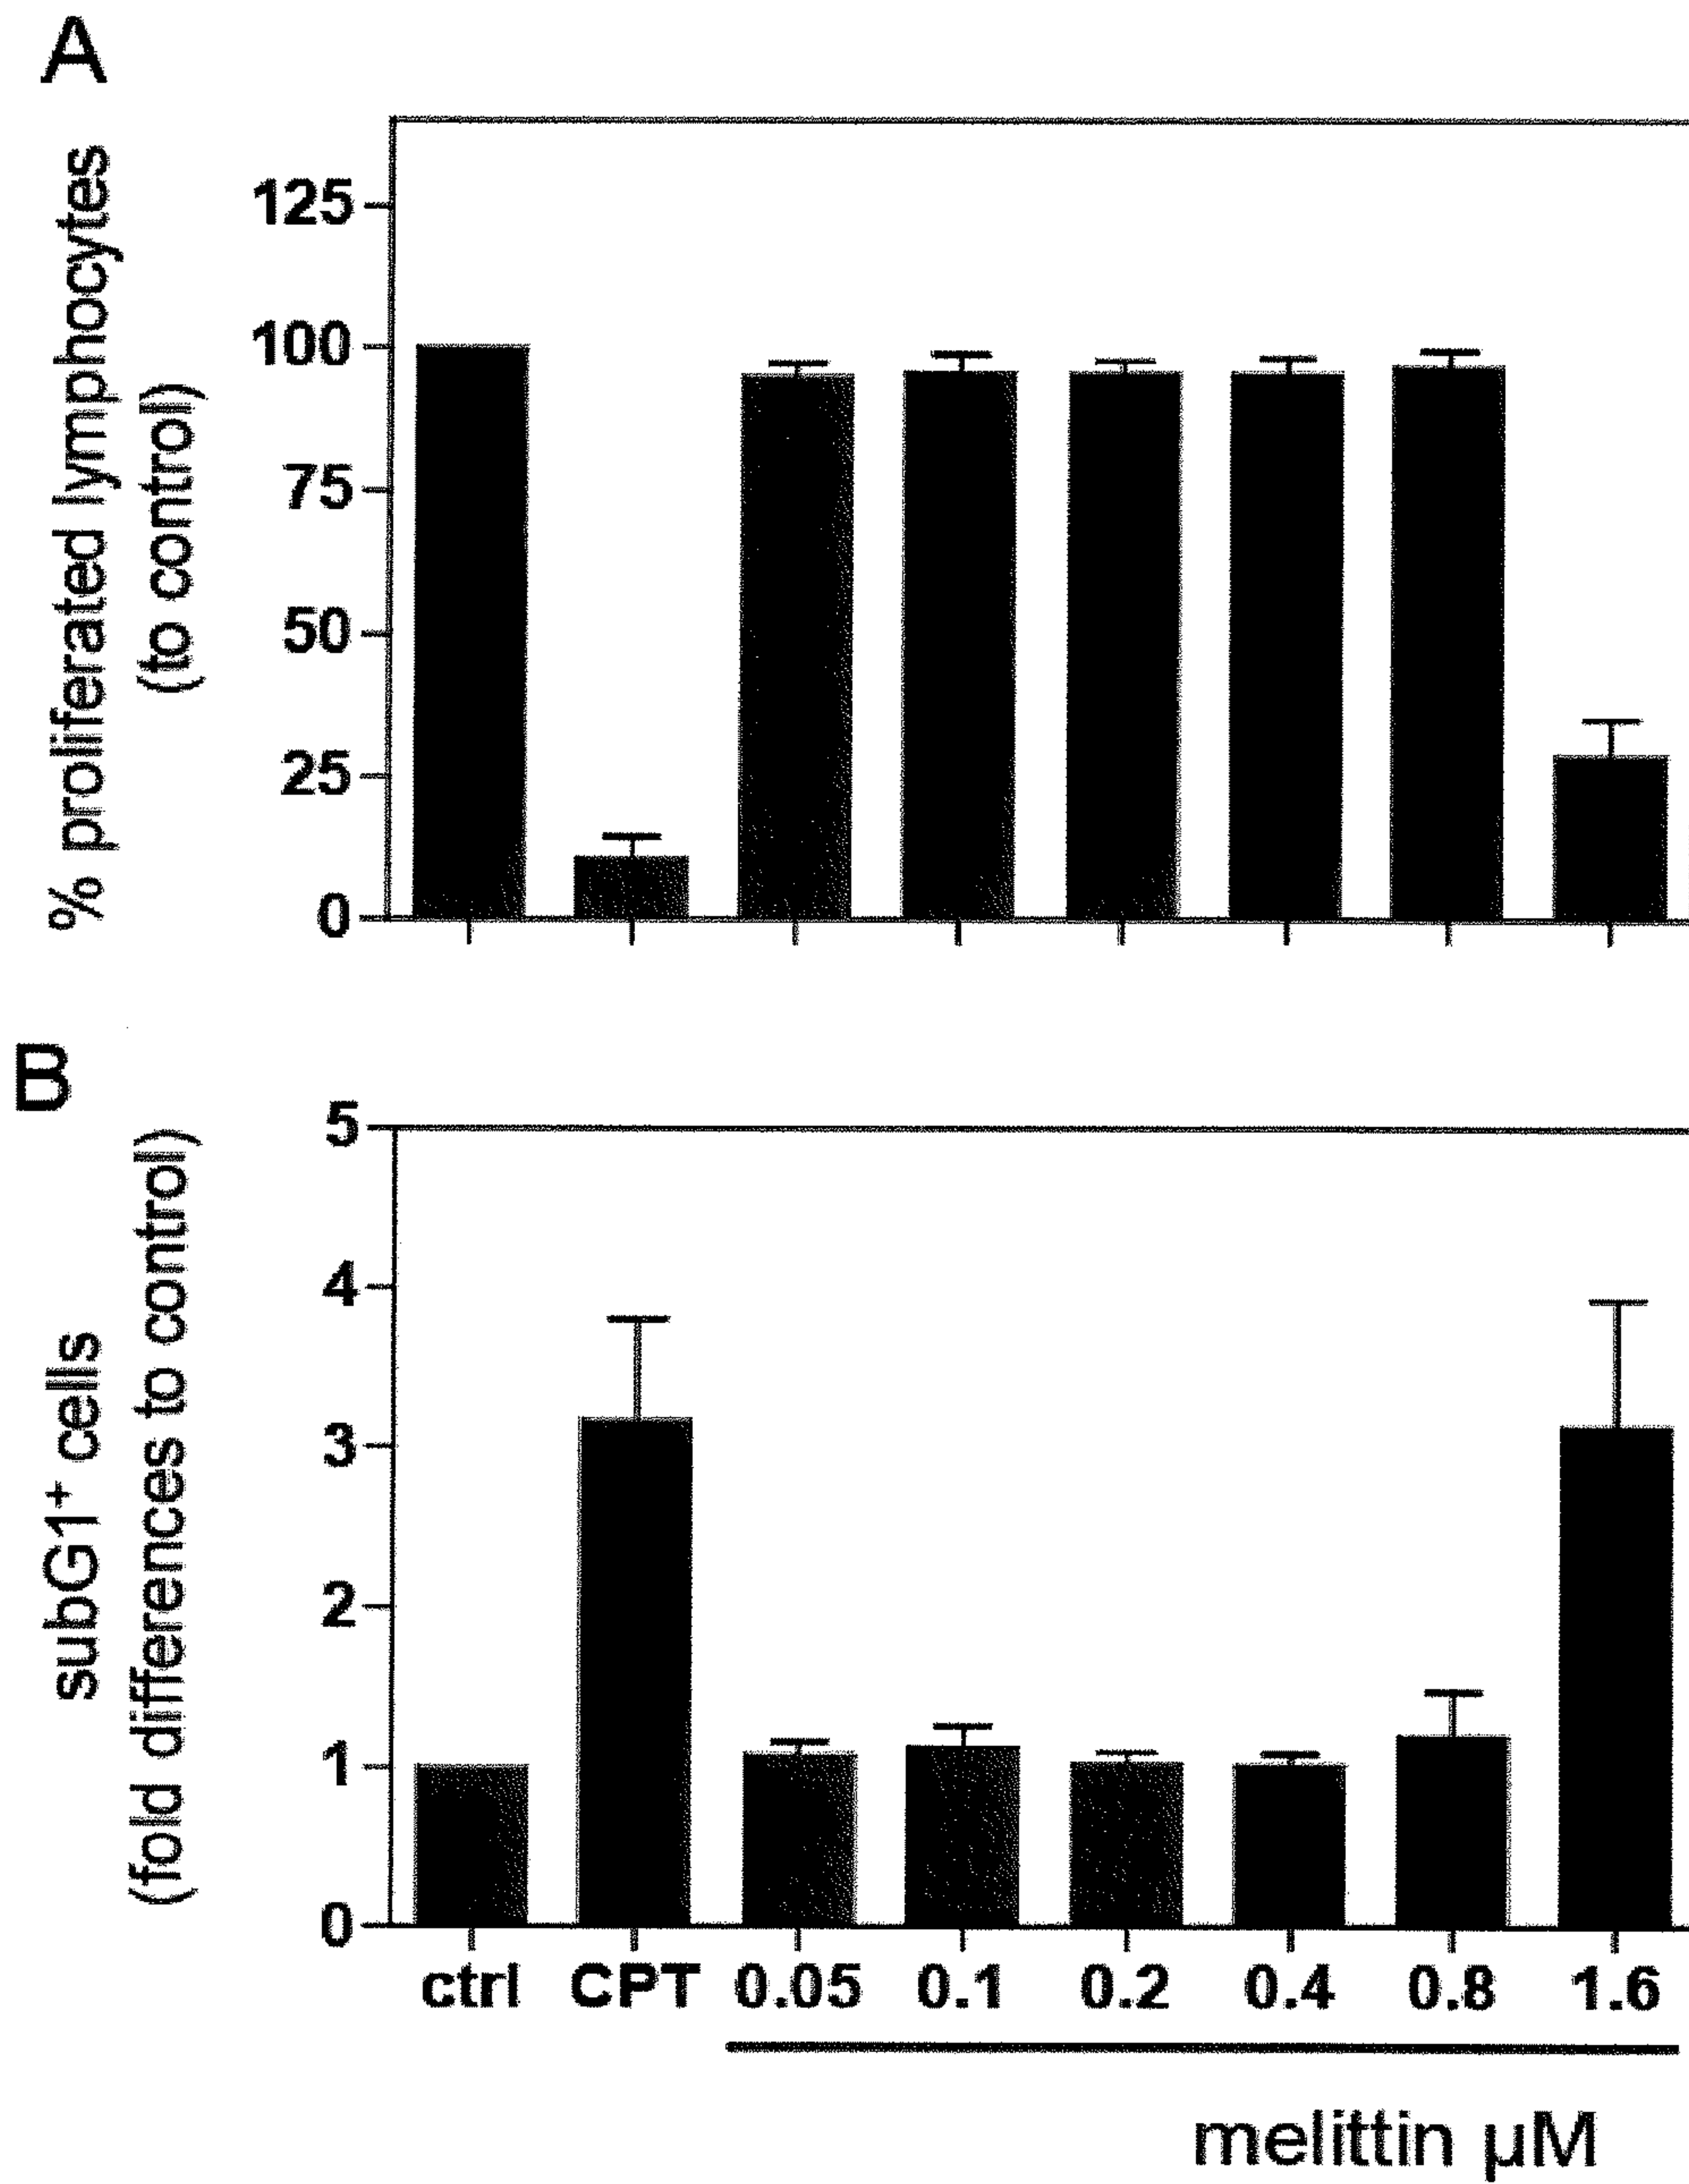 A
% proliferated lymphocytes
(to control)
125
100
75
50
25
0
B
subG1⁺ cells
(fold differences to control)
5
4
3
2
1
0
ctrl CPT 0.05 0.1 0.2 0.4 0.8 1.6
melittin µM